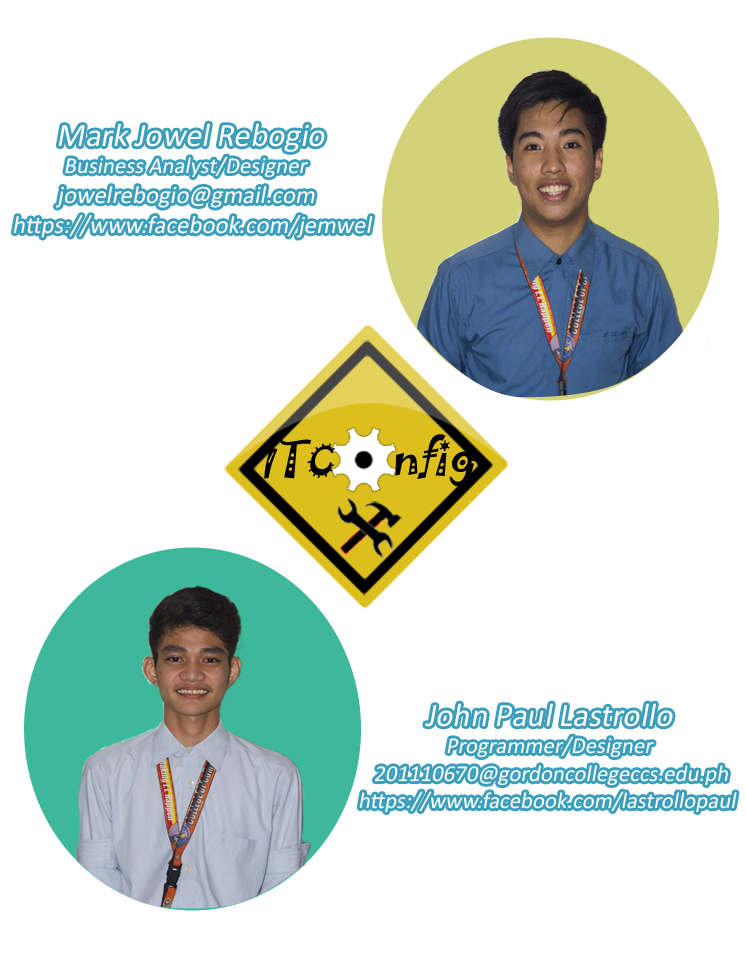 Mark Jowel Rebogio
Business Analyst/Designer
jowelrebogio@gmail.com
https://www.facebook.com/jemwel
iTConfig
John Paul Lastrollo
Programmer/Designer
201110670@gordoncollegeccs.edu.ph
https://www.facebook.com/lastrollopaul